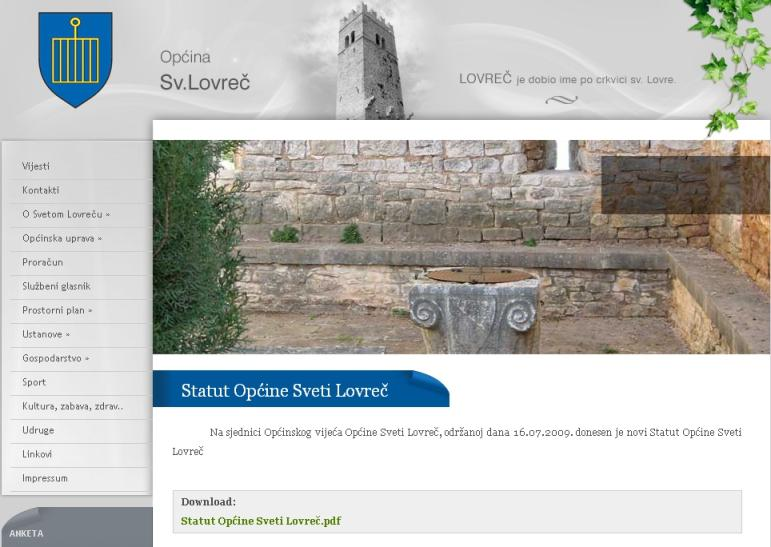 Općina
Sv.Lovreč
LOVREČ je dobio ime po crkvici sv. Lovre.
Vijesti
Kontakti
O Svetom Lovreču »
Općinska uprava »
Proračun
Službeni glasnik
Prostorni plan »
Ustanove »
Gospodarstvo »
Sport
Kultura, zabava, zdrav..
Udruge
Linkovi
Impressum
ANKETA
Statut Općine Sveti Lovreč
Na sjednici Općinskog vijeća Općine Sveti Lovreč, održanoj dana 16.07.2009. donesen je novi Statut Općine Sveti
Lovreč
Download:
Statut Općine Sveti Lovreč.pdf